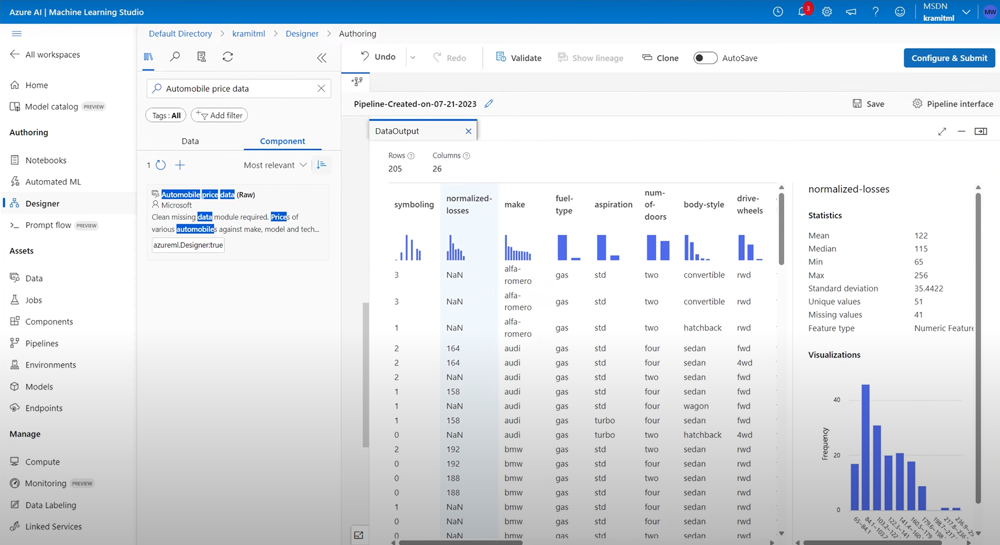 Azure AI | Machine Learning Studio
3
MSDN
kramitml
MW
All workspaces
Home
Model catalog PREVIEW
Authoring
Notebooks
Automated ML
Designer
Prompt flow PREVIEW
Assets
Data
Jobs
Components
Pipelines
Environments
Models
Endpoints
Manage
Compute
Monitoring PREVIEW
Data Labeling
Linked Services
Default Directory > kramitml > Designer > Authoring
Automobile price data
Tags : All Add filter
Data Component
1 Most relevant
Automobile price data (Raw)
Microsoft
Clean missing data module required. Prices of
various automobiles against make, model and tech...
azureml.Designer:true
Undo Redo Validate Show lineage Clone AutoSave Configure & Submit
Pipeline-Created-on-07-21-2023 Save Pipeline interface
DataOutput
Rows Columns
205 26
symboling normalized-losses make fuel-type aspiration num-of-doors body-style drive-wheels
3 NaN alfa-romero gas std two convertible rwd
3 NaN alfa-romero gas std two convertible rwd
1 NaN alfa-romero gas std two hatchback rwd
2 164 audi gas std four sedan fwd
2 164 audi gas std four sedan 4wd
2 NaN audi gas std two sedan fwd
1 158 audi gas std four sedan fwd
1 NaN audi gas std four wagon fwd
1 158 audi gas turbo four sedan fwd
0 NaN audi gas turbo two hatchback 4wd
2 192 bmw gas std two sedan rwd
0 192 bmw gas std four sedan rwd
0 188 bmw gas std two sedan rwd
0 188 bmw gas std four sedan rwd
1 NaN bmw gas std four sedan rwd
0 NaN bmw gas std four sedan rwd
0 NaN bmw gas std two sedan rwd
normalized-losses
Statistics
Mean 122
Median 115
Min 65
Max 256
Standard deviation 35.4422
Unique values 51
Missing values 41
Feature type Numeric Feature
Visualizations
Frequency
40
20
0
65~84.1
84.1~103.2
103.2~122
122.3~141
141.4~160
160.5~179
179.6~198
198.7~217
217.8~236
236.9~25